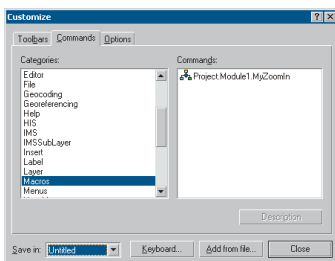 Customize
Toolbars Commands Options
Categories:
Editor
File
Geocoding
Georeferencing
Help
HIS
IMS
IMSSubLayer
Insert
Label
Layer
Macros
Menus
Commands:
Project.Module1.MyZoomIn
Description
Save in: Untitled Keyboard... Add from file... Close